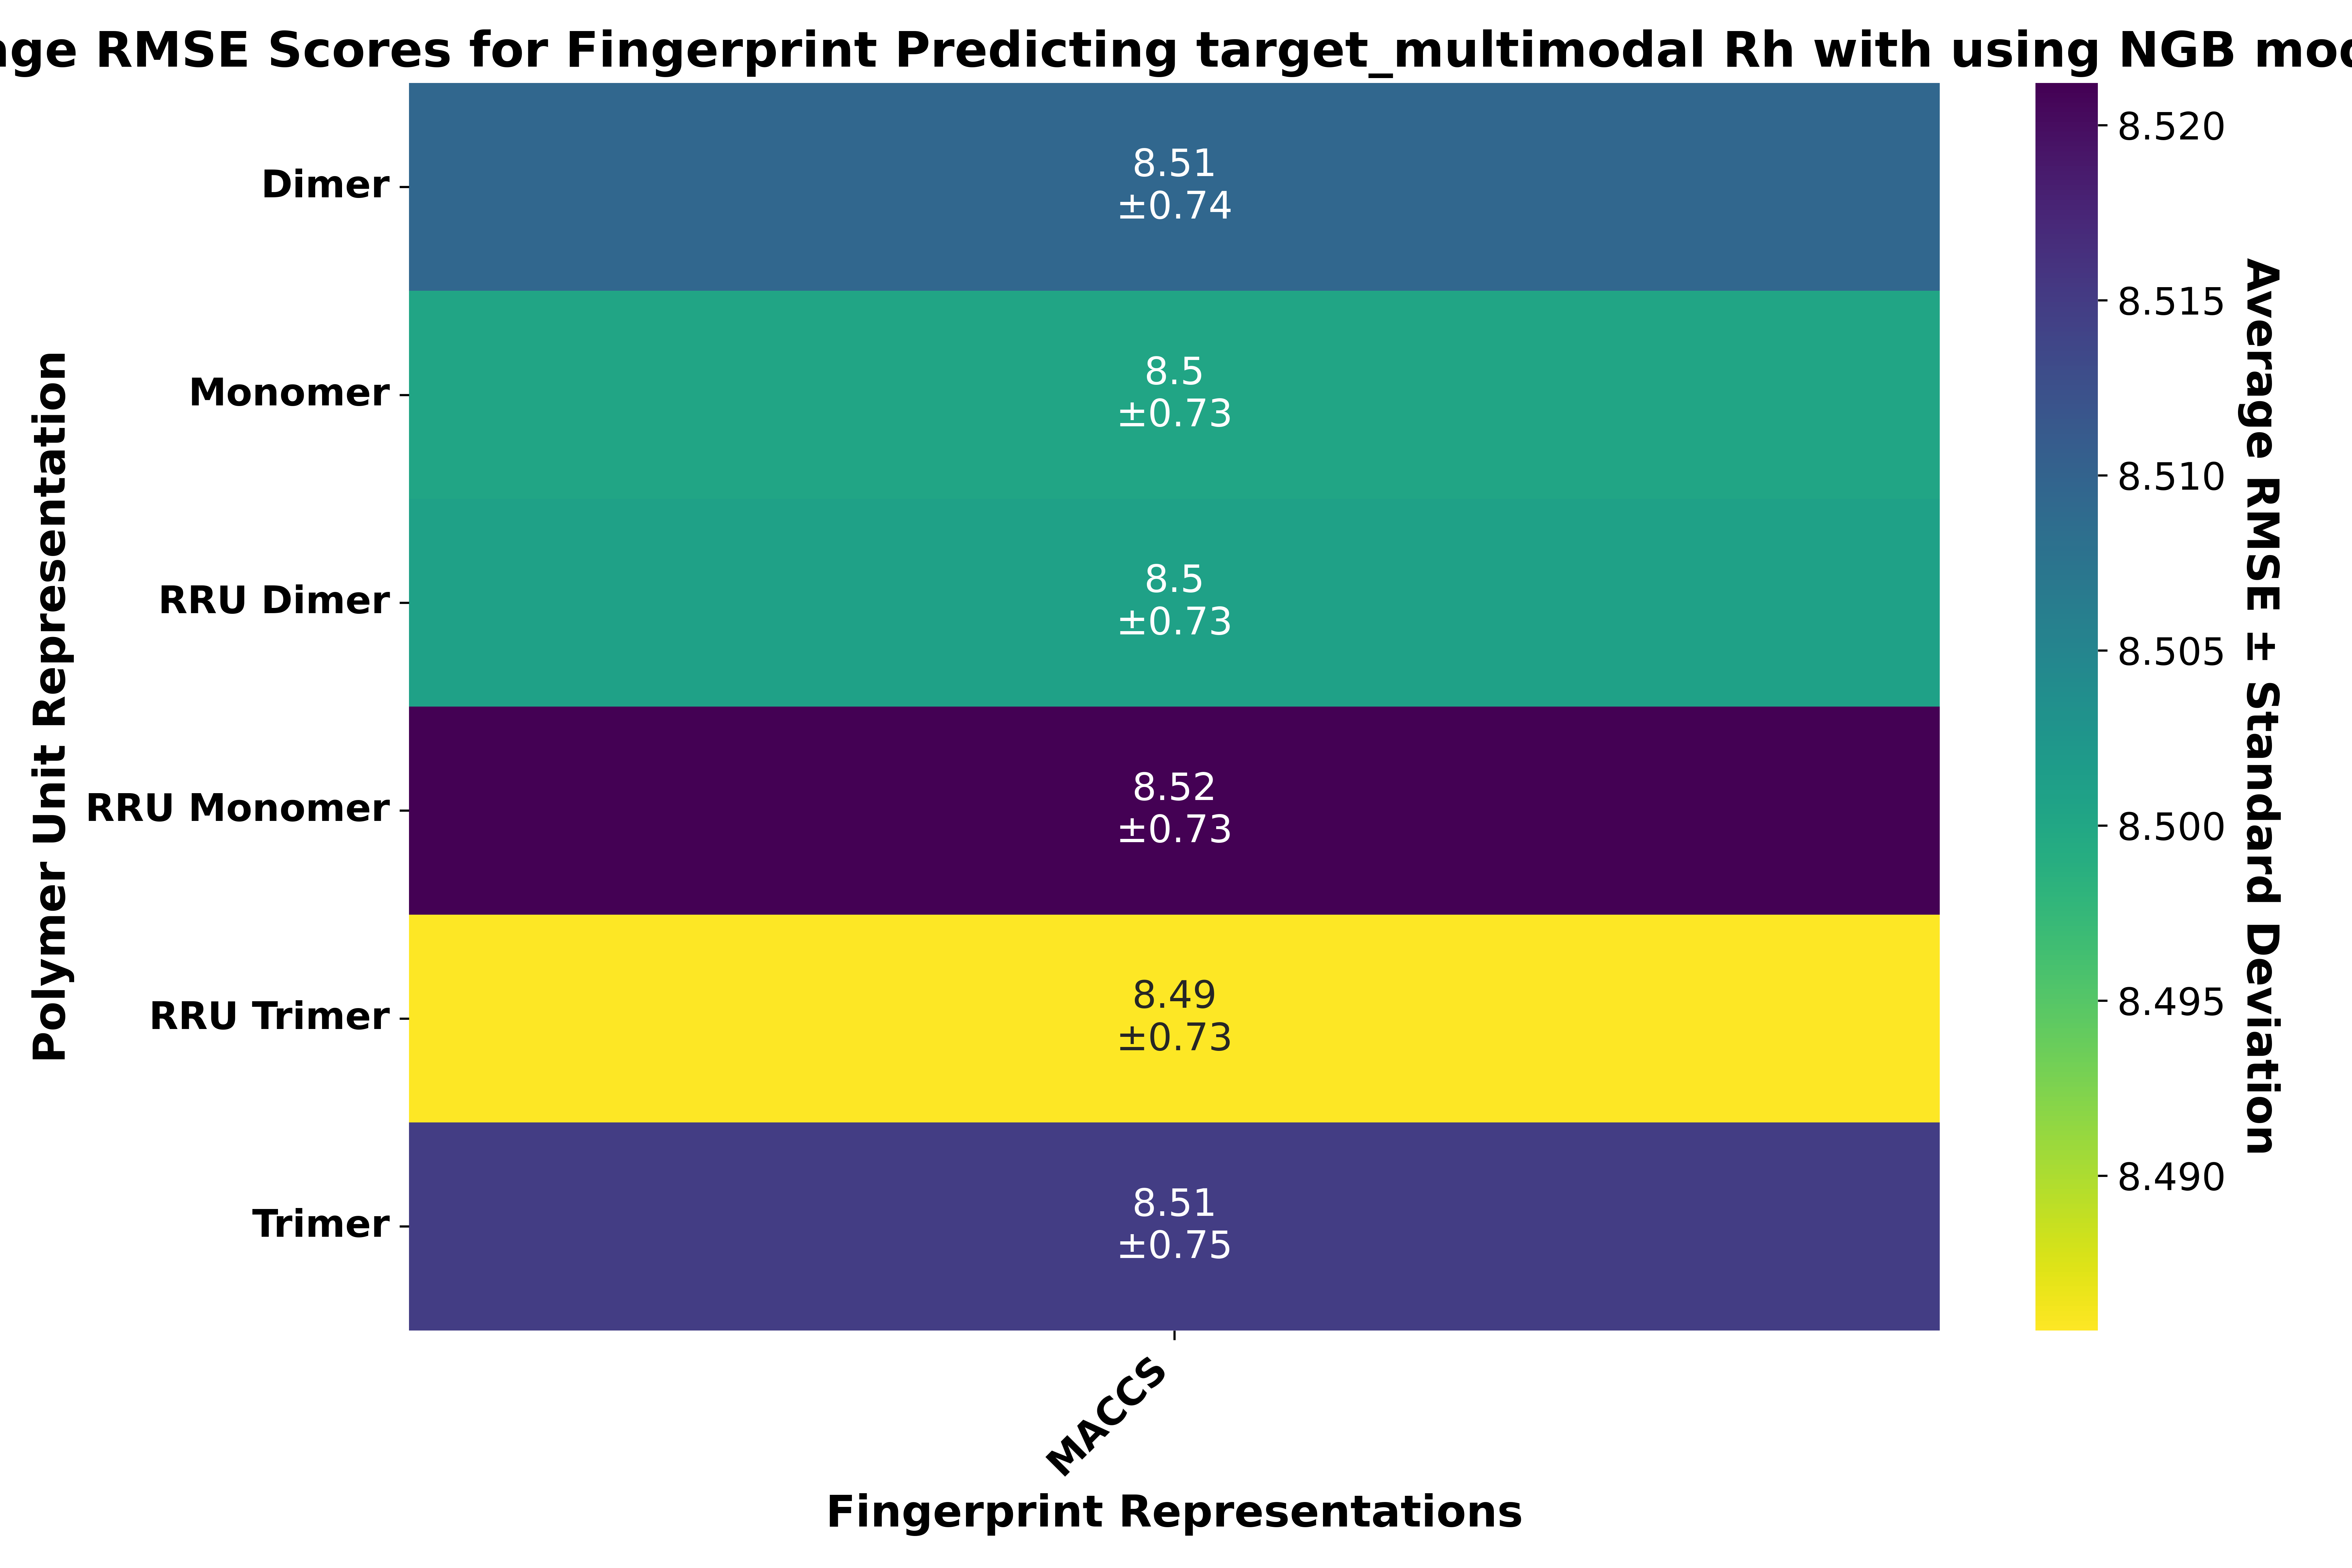 RMSE Scores for Fingerprint Predicting target_multimodal Rh with using NGB
Polymer Unit Representation
Dimer
Monomer
RRU Dimer
RRU Monomer
RRU Trimer
Trimer
8.51
±0.74
8.5
±0.73
8.5
±0.73
8.52
±0.73
8.49
±0.73
8.51
±0.75
MACCS
Fingerprint Representations
8.520
8.515
8.510
8.505
8.500
8.495
8.490
Average RMSE ± Standard Deviation